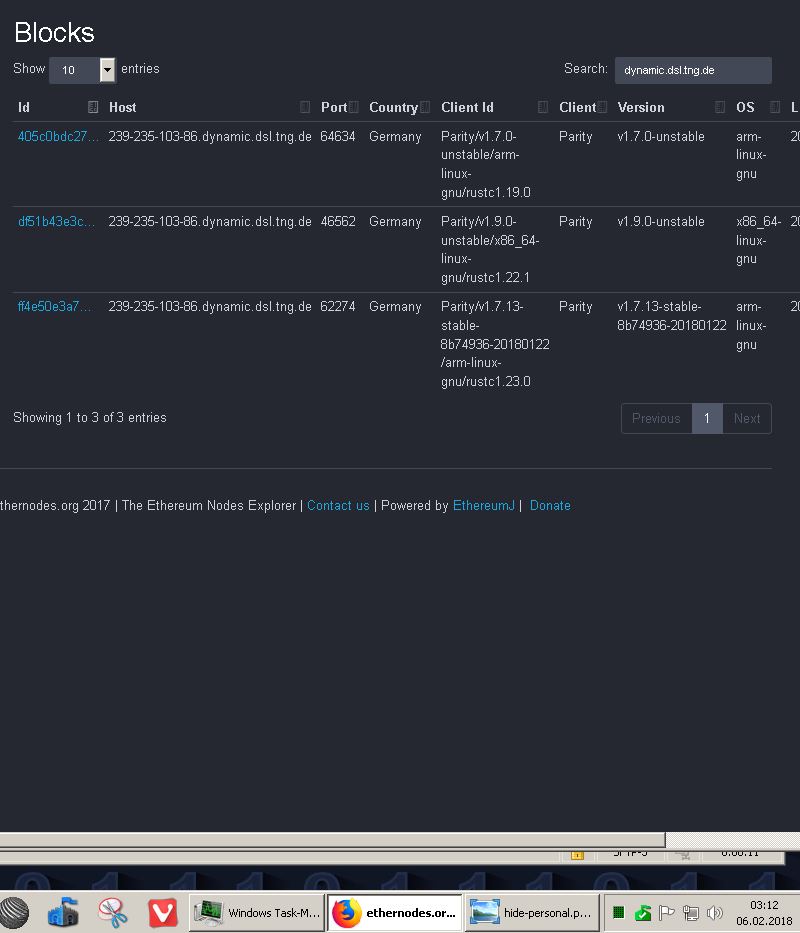 Blocks
Show 10 entries Search: dynamic.dsl.tng.de
Id Host Port Country Client Id Client Version OS L
405c0bdc27... 239-235-103-86.dynamic.dsl.tng.de 64634 Germany Parity/v1.7.0- Parity v1.7.0-unstable arm- 20
unstable/arm- linux-
linux- gnu
gnu/rustc1.19.0
df51b43e3c... 239-235-103-86.dynamic.dsl.tng.de 46562 Germany Parity/v1.9.0- Parity v1.9.0-unstable x86_64- 20
unstable/x86_64- linux-
linux- gnu
gnu/rustc1.22.1
ff4e50e3a7... 239-235-103-86.dynamic.dsl.tng.de 62274 Germany Parity/v1.7.13- Parity v1.7.13-stable- arm- 20
stable- 8b74936-20180122 linux-
8b74936-20180122 gnu
/arm-linux-
gnu/rustc1.23.0
Showing 1 to 3 of 3 entries Previous 1 Next
thernodes.org 2017 | The Ethereum Nodes Explorer | Contact us | Powered by EthereumJ | Donate
Windows Task-M... ethernodes.or... hide-personal.p... 03:12
06.02.2018